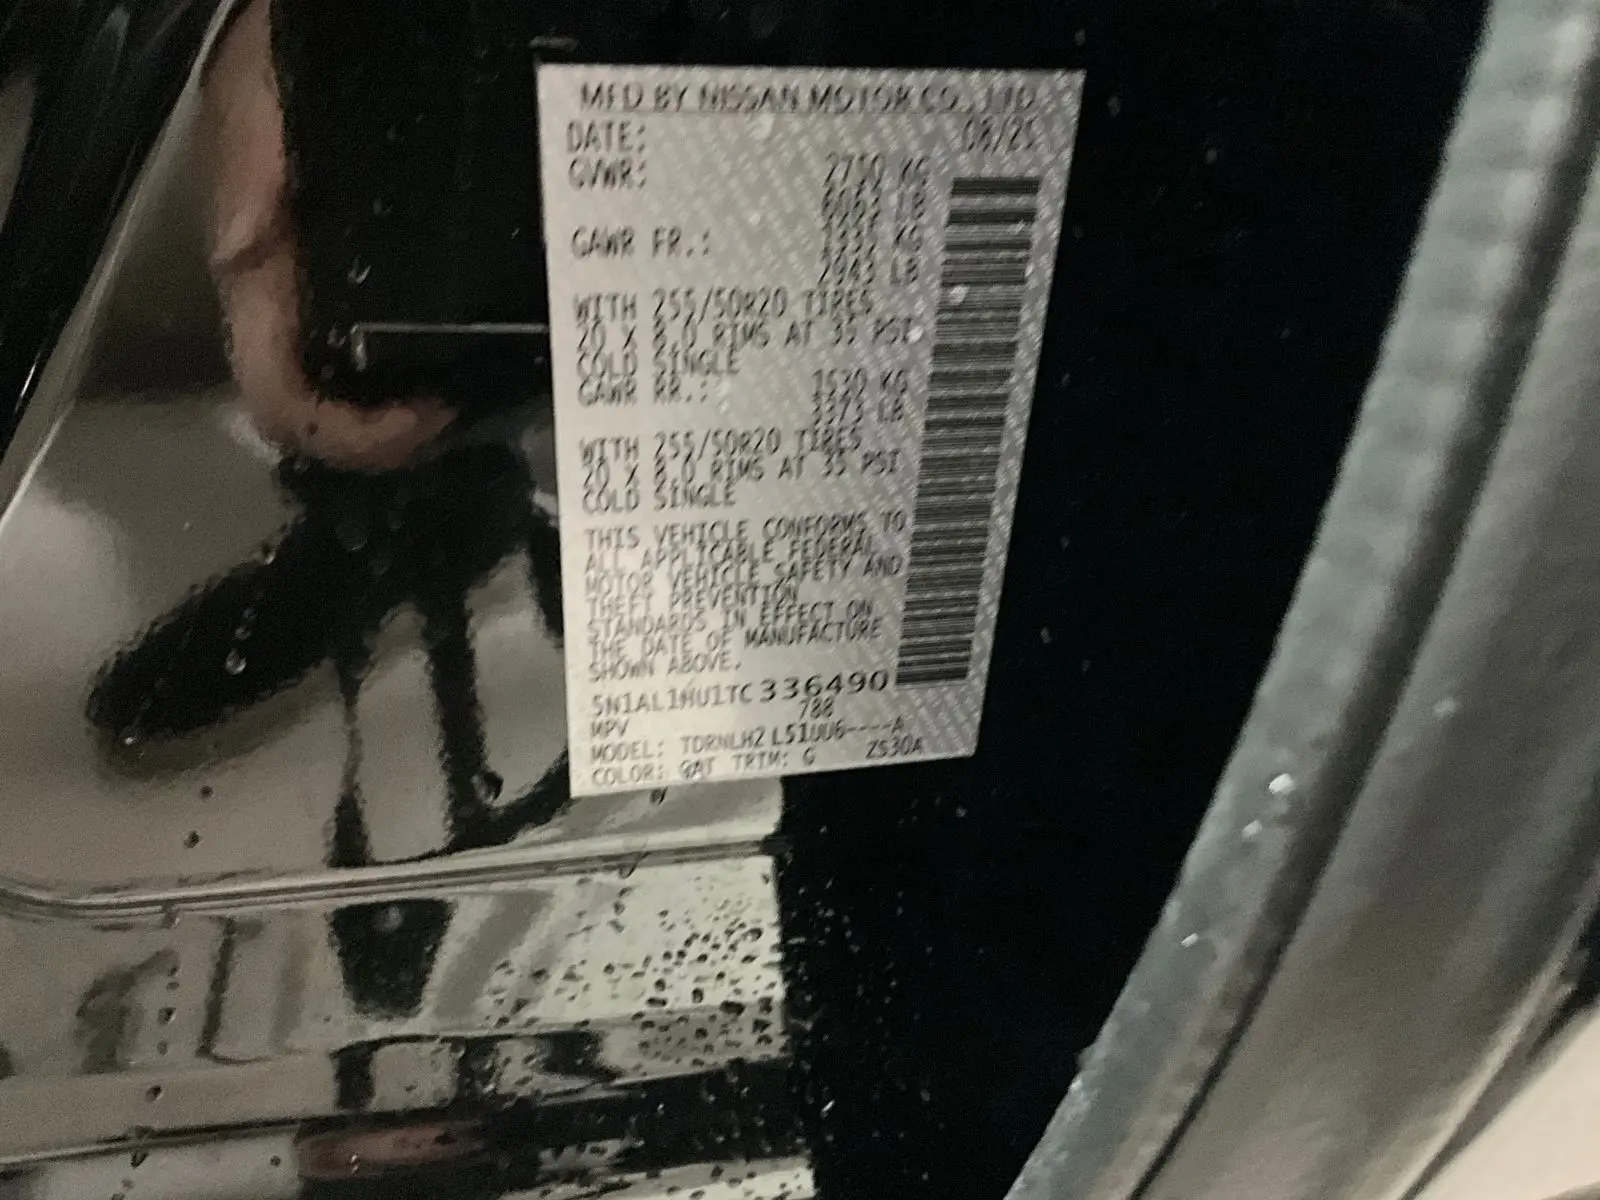 MFD BY NISSAN MOTOR CO., LTD.
DATE: 08/25
GVWR: 2750 KG
6063 LB
GAWR FR.: 1335 KG
2943 LB
WITH 255/50R20 TIRES
20 X 8.0 RIMS AT 35 PSI
COLD SINGLE
GAWR RR.: 1530 KG
3373 LB
WITH 255/50R20 TIRES
20 X 8.0 RIMS AT 35 PSI
COLD SINGLE
THIS VEHICLE CONFORMS TO
ALL APPLICABLE FEDERAL
MOTOR VEHICLE SAFETY AND
THEFT PREVENTION
STANDARDS IN EFFECT ON
THE DATE OF MANUFACTURE
SHOWN ABOVE.
5N1AL1HU1TC336490
MPV 788
MODEL: TDRNLH2 L51UU6----A
COLOR: TRIM: G ZS30A